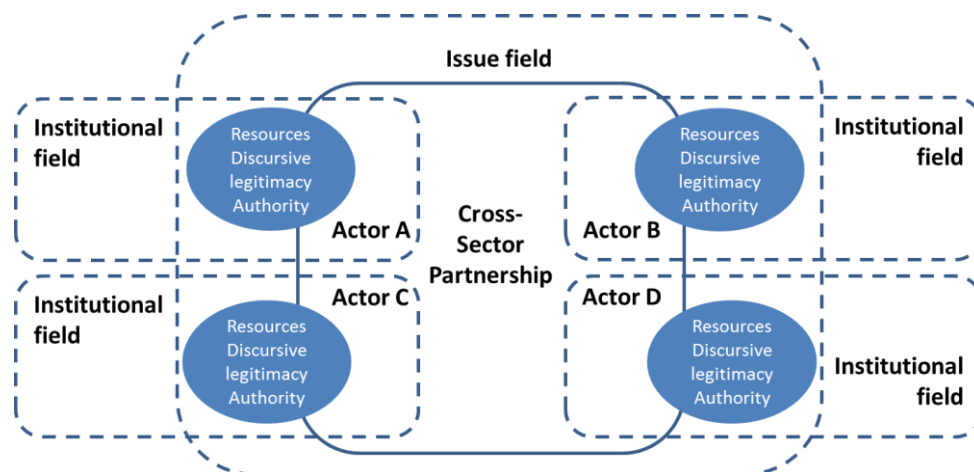 Issue field
Institutional
field
Resources
Discursive
legitimacy
Authority
Actor A
Resources
Discursive
legitimacy
Authority
Actor B
Institutional
field
Cross-
Sector
Partnership
Institutional
field
Actor C
Resources
Discursive
legitimacy
Authority
Actor D
Resources
Discursive
legitimacy
Authority
Institutional
field